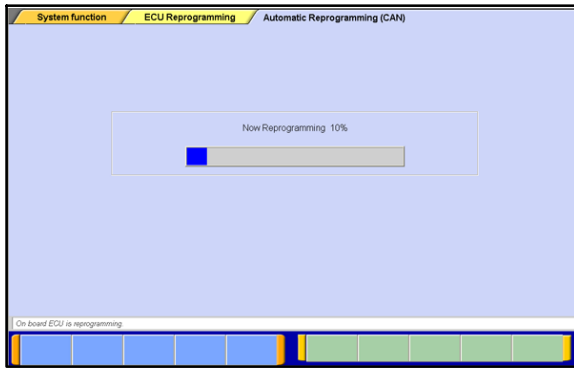 System function ECU Reprogramming Automatic Reprogramming (CAN)
Now Reprogramming 10%
On board ECU is reprogramming